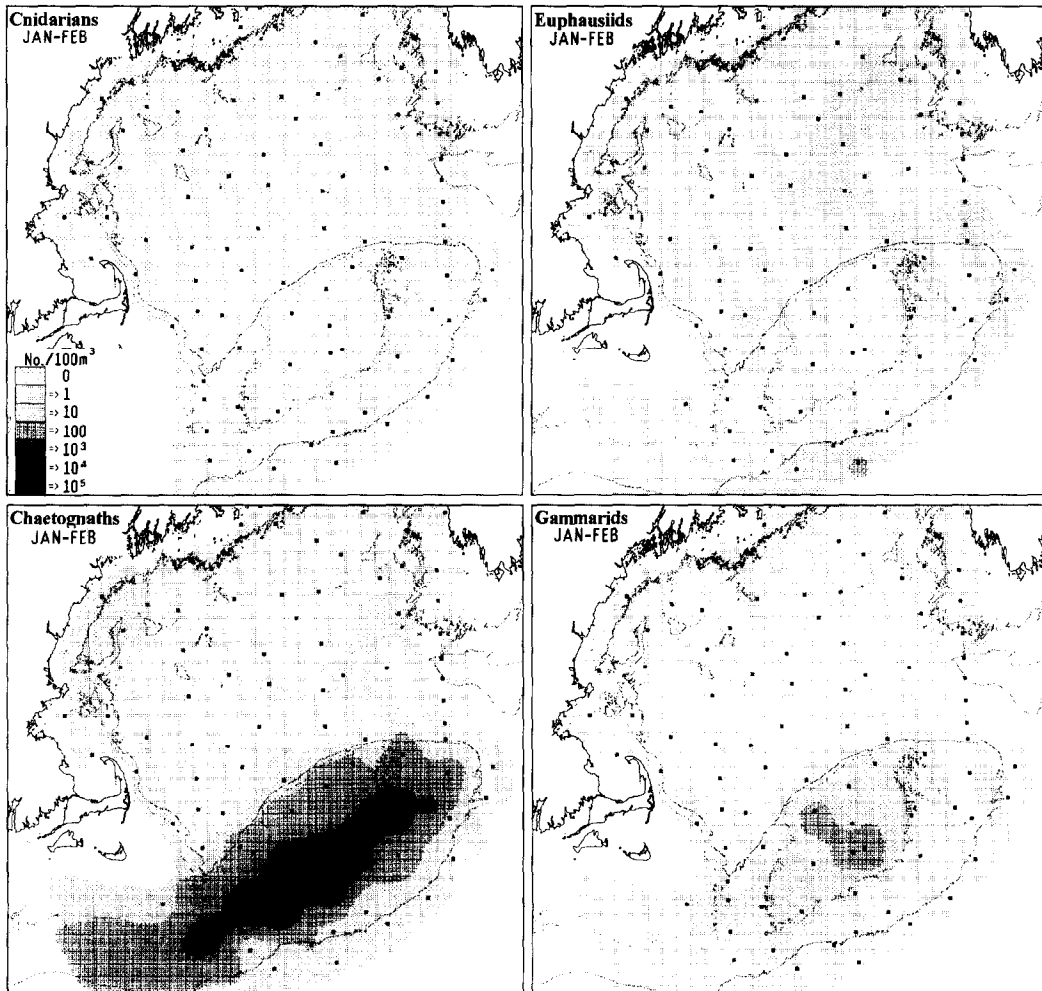 Cnidarians
JAN-FEB
Euphausiids
JAN-FEB
No./100m³
0
=>1
=>10
=>100
=>10³
=>10⁴
=>10⁵
Chaetognaths
JAN-FEB
Gammarids
JAN-FEB